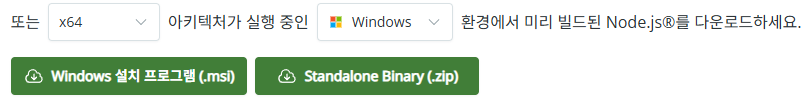 또는 x64 아키텍처가 실행 중인 Windows 환경에서 미리 빌드된 Node.js®를 다운로드하세요.
Windows 설치 프로그램 (.msi) Standalone Binary (.zip)